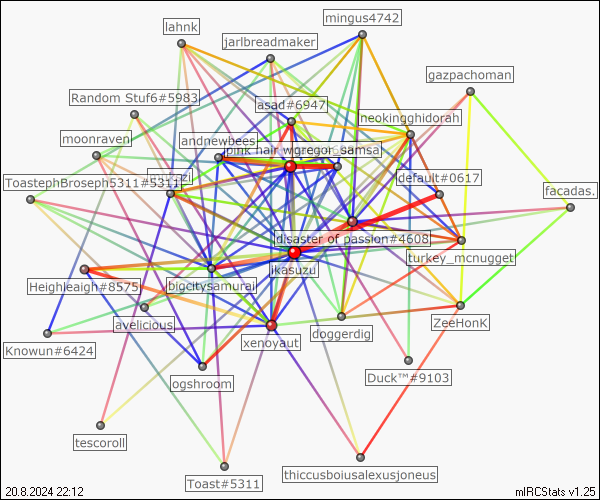 mingus4742
lahnk
jarlbreadmaker
gazpachoman
Random Stuf6#5983
asad#6947
neokingghidorah
andnewbees
moonraven
gregor_samsa
ToastephBroseph5311#5311
default#0617
facadas.
disaster of passion#4608
turkey_mcnugget
jkasuzu
Heighleaigh#8575
bigcitysamurai
avelicious
doggerdig
ZeeHonK
Knowun#6424
xenoyaut
ogshroom
Duck™#9103
tescoroll
thiccusboiusalexusjoneus
Toast#5311
20.8.2024 22:12
mIRCStats v1.25